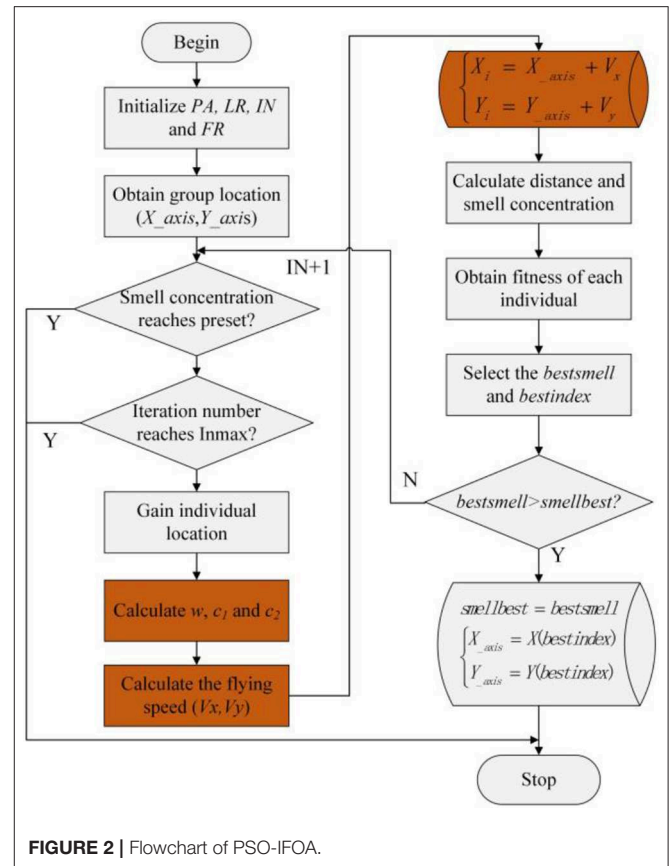 Begin
Initialize PA, LR, IN
and FR
Obtain group location
(X_axis,Y_axis)
IN+1
Smell concentration
reaches preset?
Y
Iteration number
reaches Inmax?
Y
Gain individual
location
Calculate w, c1 and c2
Calculate the flying
speed (Vx,Vy)
Xi = X_axis + Vx
Yi = Y_axis + Vy
Calculate distance and
smell concentration
Obtain fitness of each
individual
Select the bestsmell
and bestindex
N
bestsmell>smellbest?
Y
smellbest = bestsmell
X_axis = X(bestindex)
Y_axis = Y(bestindex)
Stop
FIGURE 2 | Flowchart of PSO-IFOA.